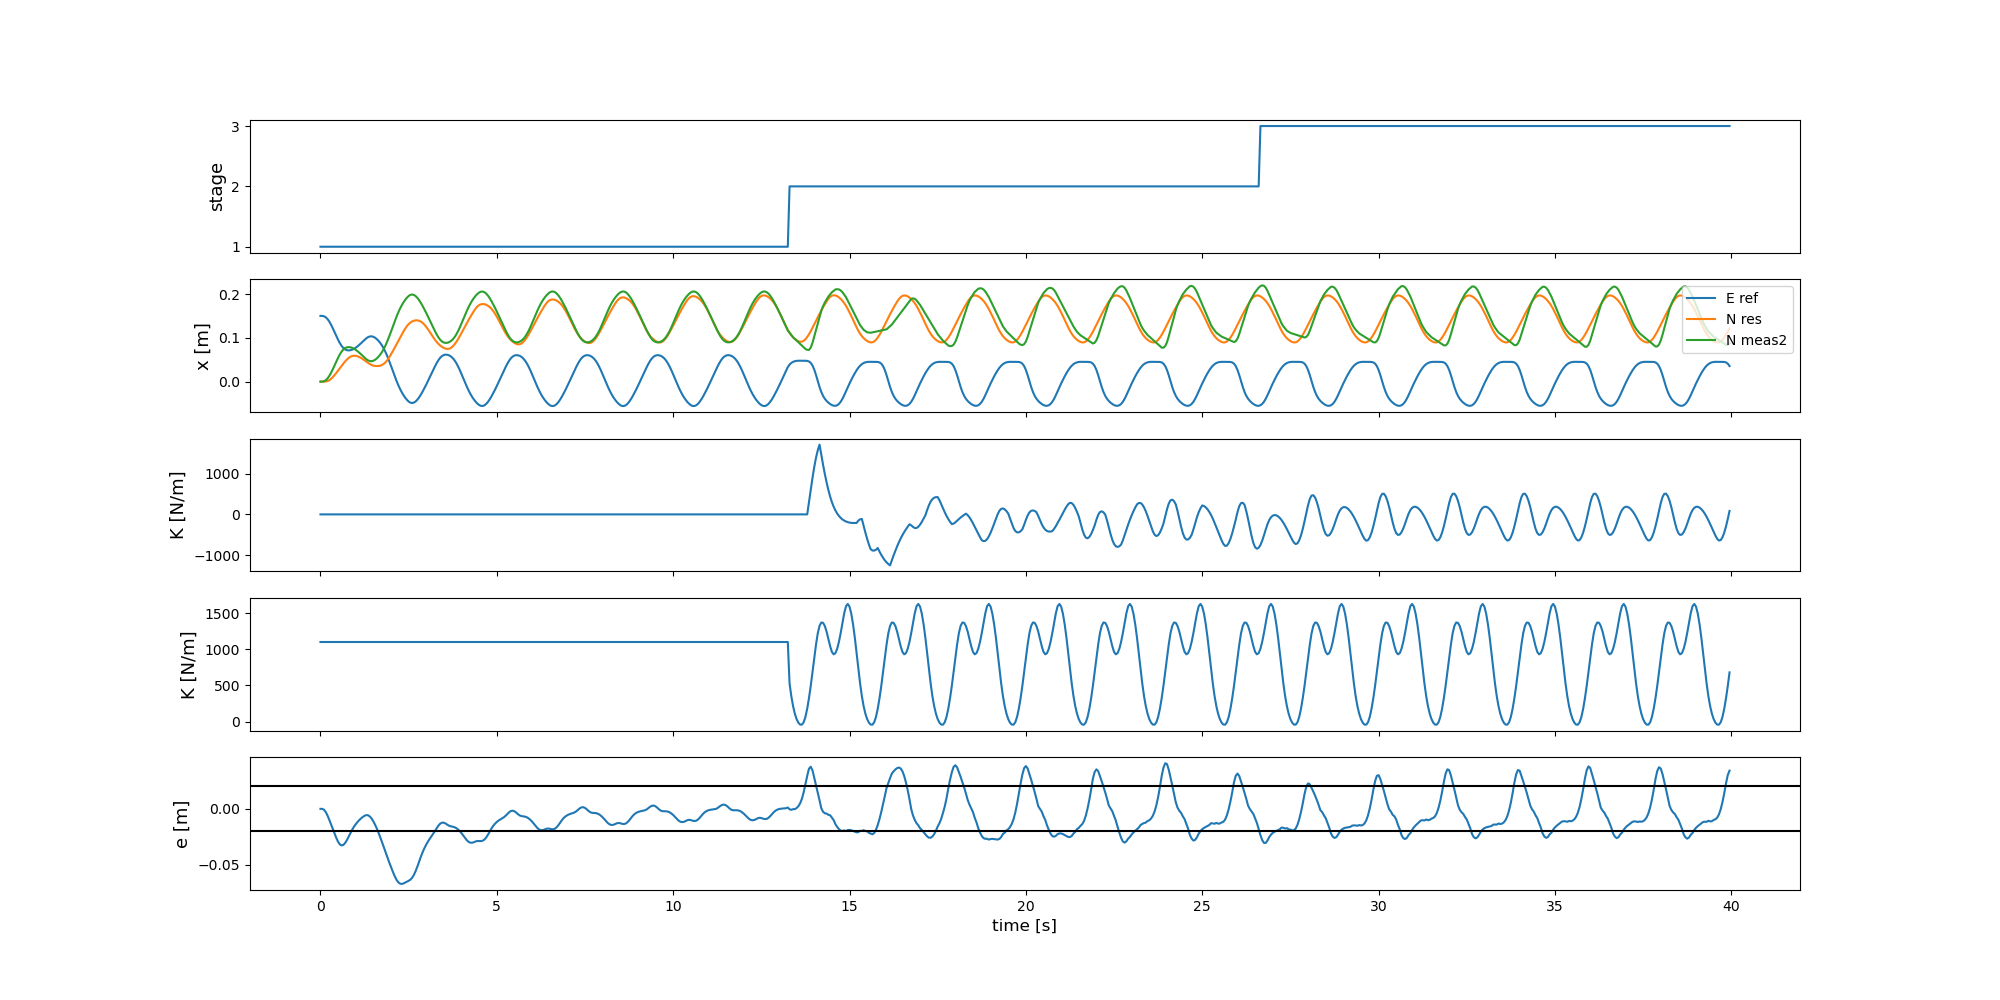 stage
3
2
1
x [m]
0.2
0.1
0.0
E ref
N res
N meas2
K [N/m]
1000
0
−1000
K [N/m]
1500
1000
500
0
e [m]
0.00
−0.05
0 5 10 15 20 25 30 35 40
time [s]